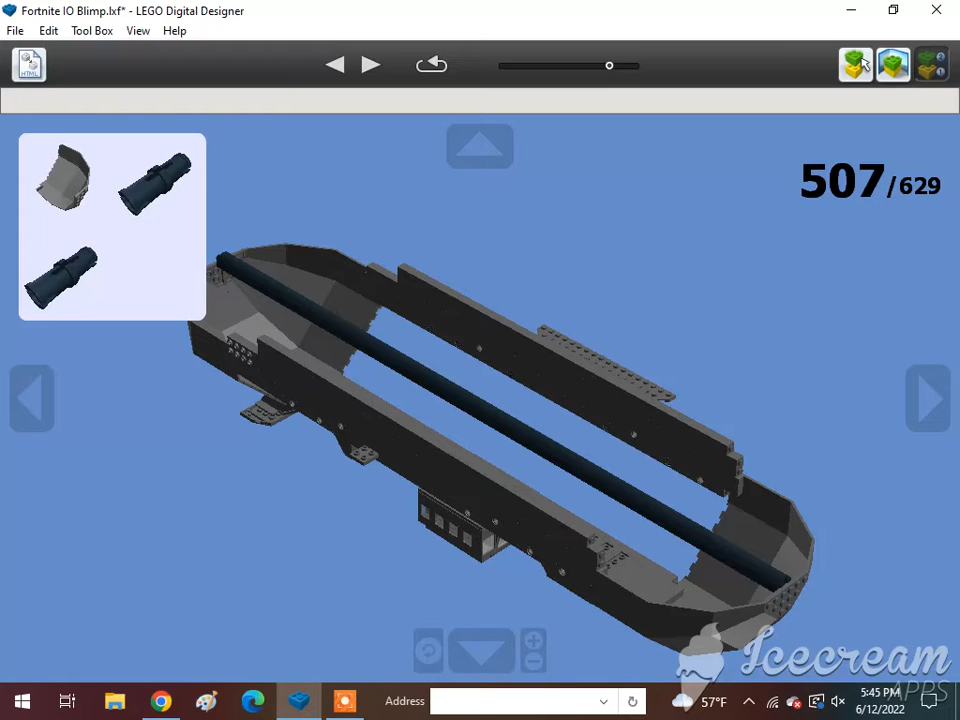 Fortnite IO Blimp.lxf* - LEGO Digital Designer
File Edit Tool Box View Help
HTML
507/629
Icecream
APPS
Address
57°F
5:45 PM
6/12/2022